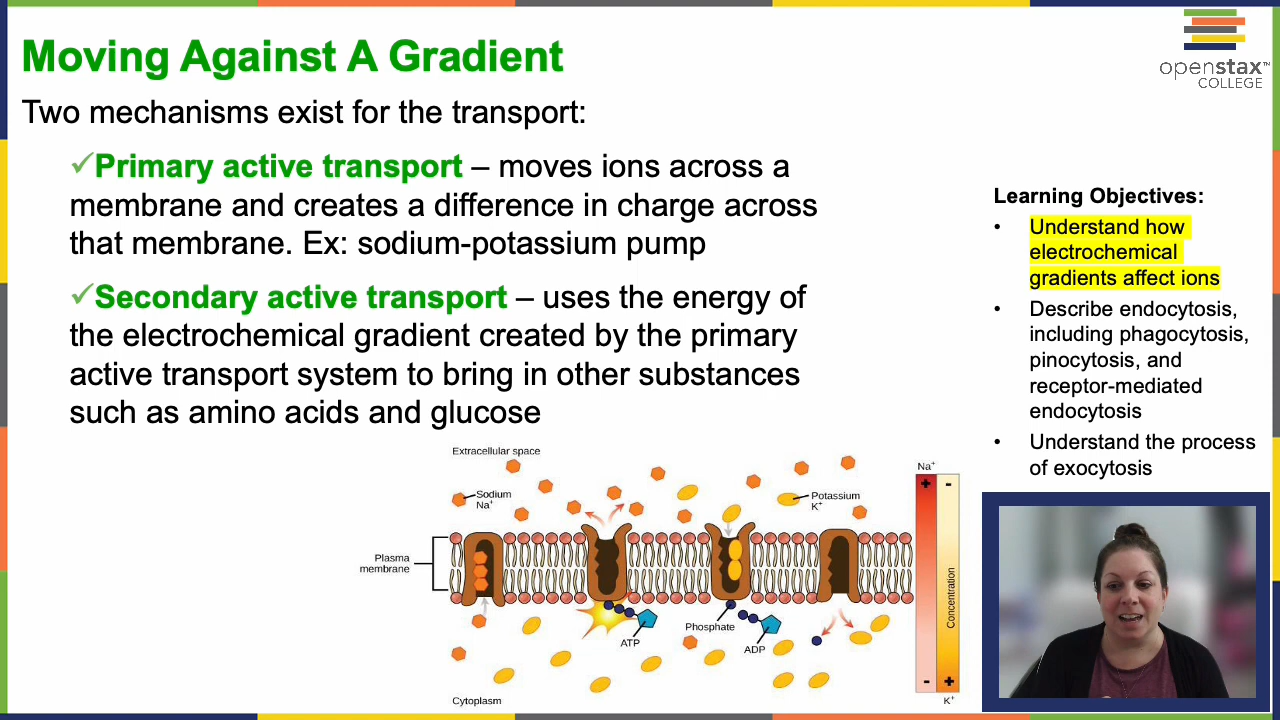 Moving Against A Gradient
openstax™
COLLEGE
Two mechanisms exist for the transport:
✓Primary active transport – moves ions across a
membrane and creates a difference in charge across
that membrane. Ex: sodium-potassium pump
✓Secondary active transport – uses the energy of
the electrochemical gradient created by the primary
active transport system to bring in other substances
such as amino acids and glucose
Learning Objectives:
• Understand how
electrochemical
gradients affect ions
• Describe endocytosis,
including phagocytosis,
pinocytosis, and
receptor-mediated
endocytosis
• Understand the process
of exocytosis
Extracellular space
Sodium
Na+
Potassium
K+
Na+
+ -
Plasma
membrane
Concentration
Phosphate
ATP
ADP
- +
K+
Cytoplasm